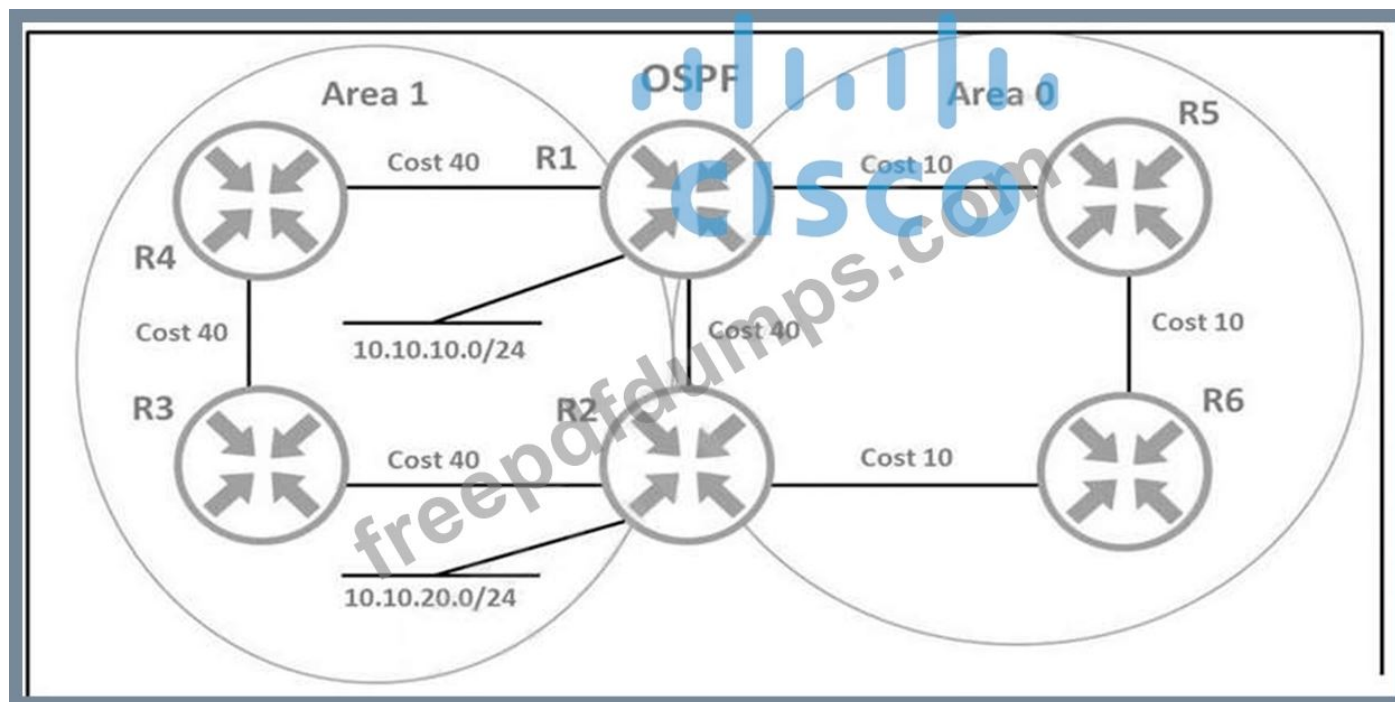 OSPF
Area 1
Area 0
R5
Cost 40
R1
Cost 10
CISCO
R4
Cost 40
10.10.10.0/24
Cost 40
Cost 10
R3
R2
R6
Cost 40
Cost 10
10.10.20.0/24
freepdfdumps.com